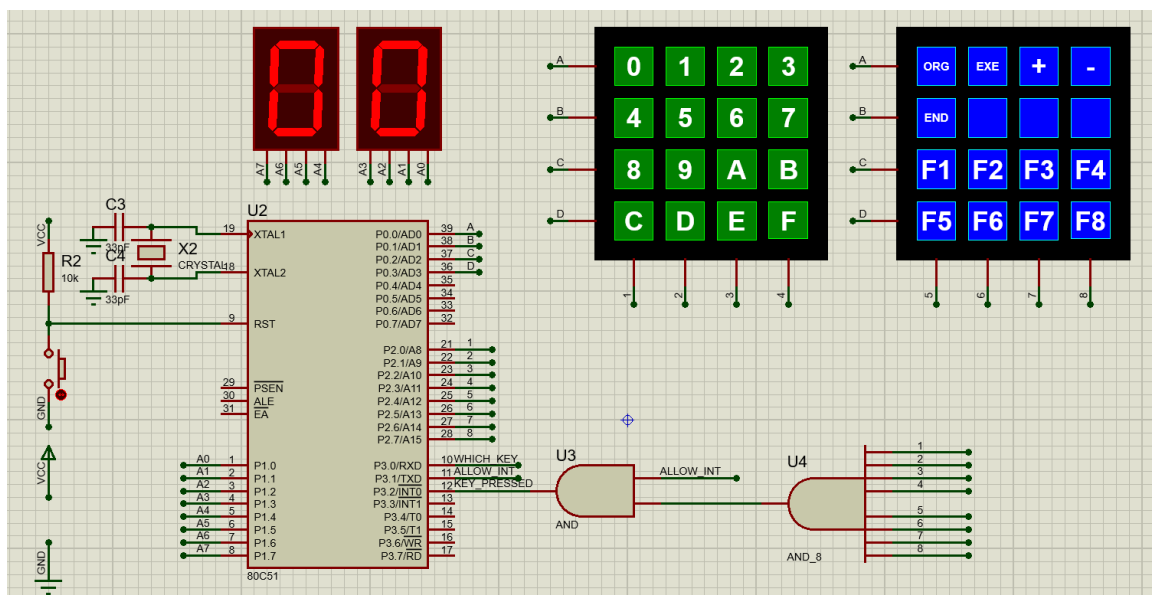 A 0 1 2 3
B 4 5 6 7
C 8 9 A B
D C D E F
1 2 3 4
A ORG EXE + -
B END
C F1 F2 F3 F4
D F5 F6 F7 F8
5 6 7 8
A7 A6 A5 A4
A3 A2 A1 A0
C3
33pF
C4
33pF
X2
CRYSTAL
VCC
R2
10k
GND
VCC
GND
U2
19 XTAL1
18 XTAL2
9 RST
29 PSEN
30 ALE
31 EA
A0 1 P1.0
A1 2 P1.1
A2 3 P1.2
A3 4 P1.3
A4 5 P1.4
A5 6 P1.5
A6 7 P1.6
A7 8 P1.7
80C51
P0.0/AD0 39 A
P0.1/AD1 38 B
P0.2/AD2 37 C
P0.3/AD3 36 D
P0.4/AD4 35
P0.5/AD5 34
P0.6/AD6 33
P0.7/AD7 32
P2.0/A8 21 1
P2.1/A9 22 2
P2.2/A10 23 3
P2.3/A11 24 4
P2.4/A12 25 5
P2.5/A13 26 6
P2.6/A14 27 7
P2.7/A15 28 8
P3.0/RXD 10 WHICH_KEY
P3.1/TXD 11 ALLOW_INT
P3.2/INT0 12 KEY_PRESSED
P3.3/INT1 13
P3.4/T0 14
P3.5/T1 15
P3.6/WR 16
P3.7/RD 17
U3
ALLOW_INT
AND
U4
AND_8
1
2
3
4
5
6
7
8
00